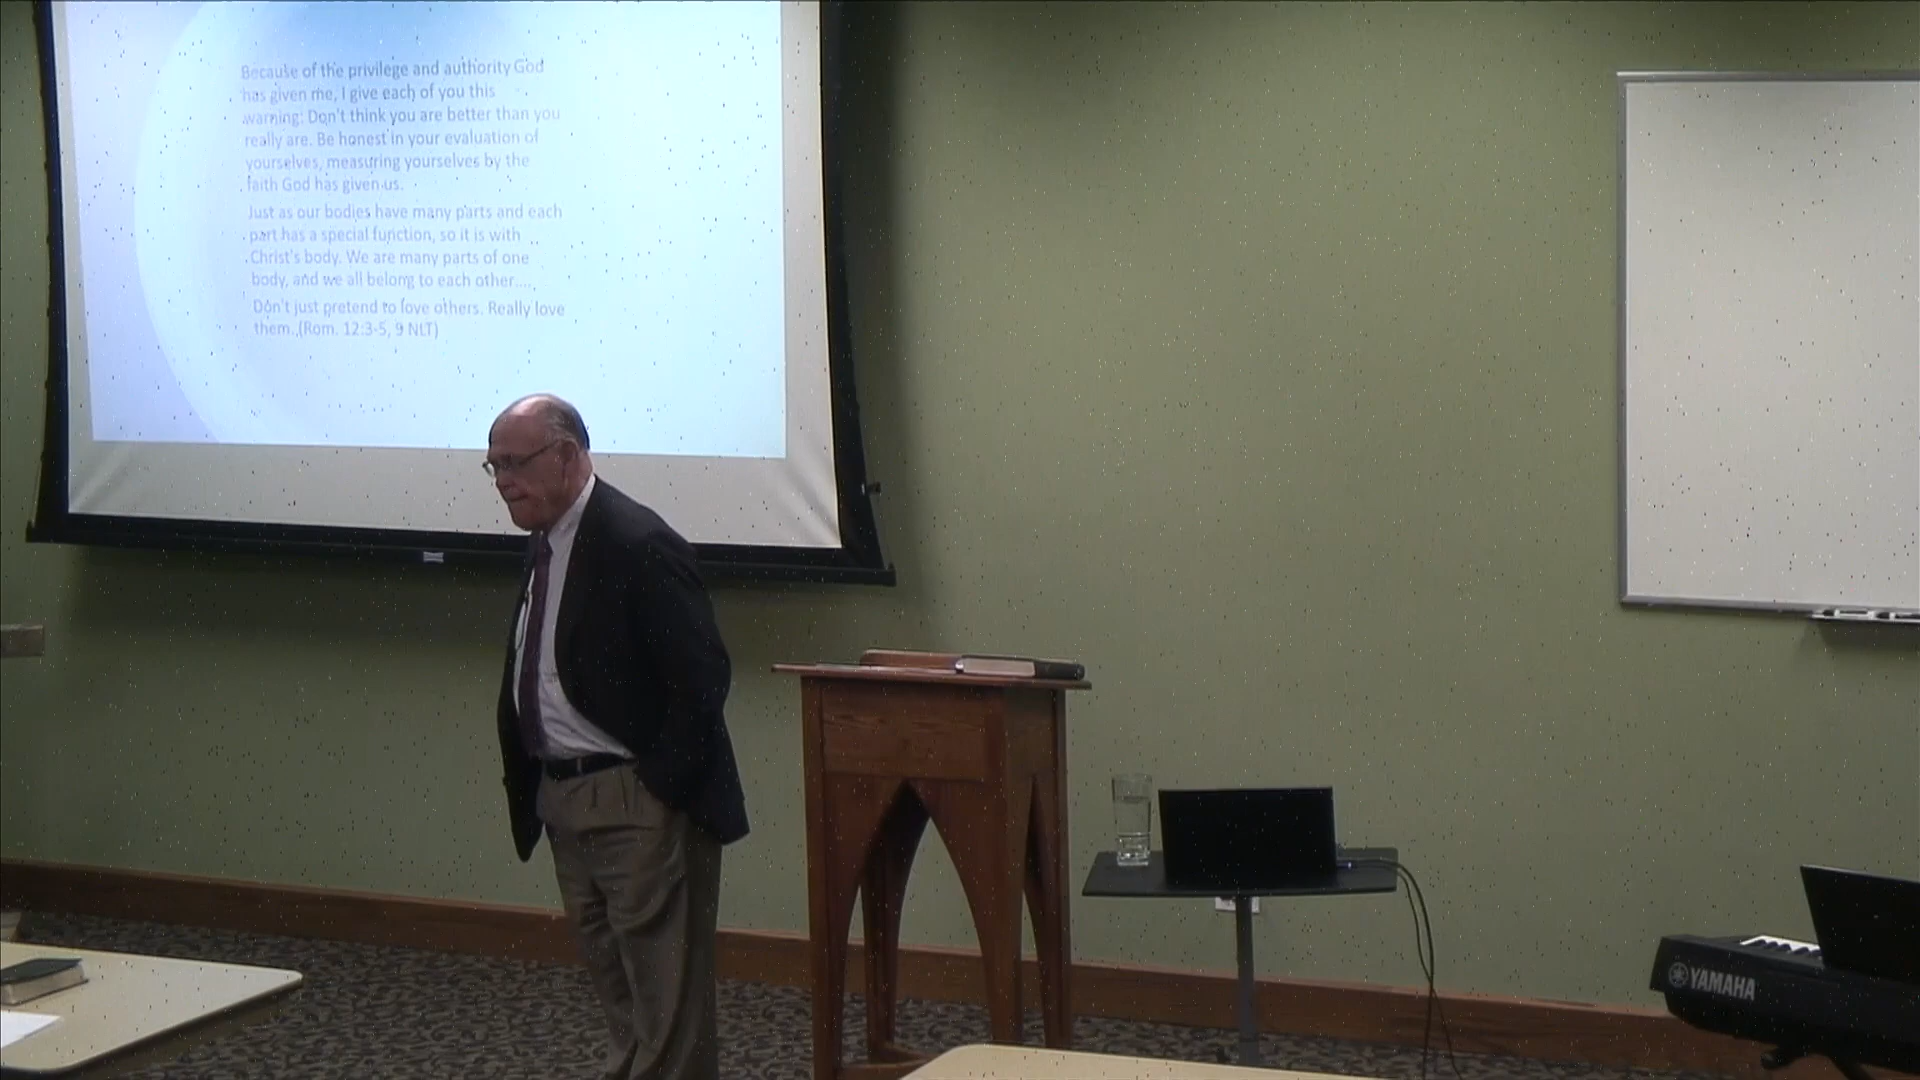 Because of the privilege and authority God
has given me, I give each of you this
warning: Don't think you are better than you
really are. Be honest in your evaluation of
yourselves, measuring yourselves by the
faith God has given us.
Just as our bodies have many parts and each
part has a special function, so it is with
Christ's body. We are many parts of one
body, and we all belong to each other....
Don't just pretend to love others. Really love
them. (Rom. 12:3-5, 9 NLT)
YAMAHA